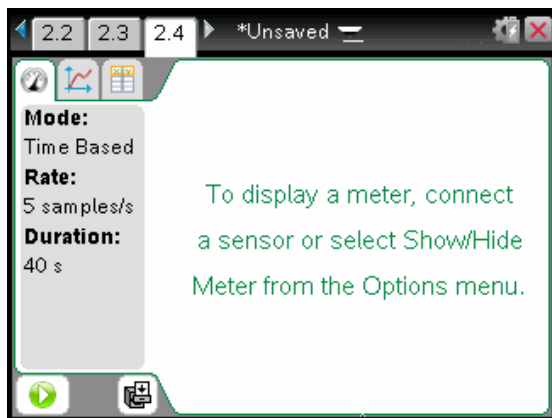 2.2 2.3 2.4 *Unsaved
Mode:
Time Based
Rate:
5 samples/s
Duration:
40 s
To display a meter, connect
a sensor or select Show/Hide
Meter from the Options menu.